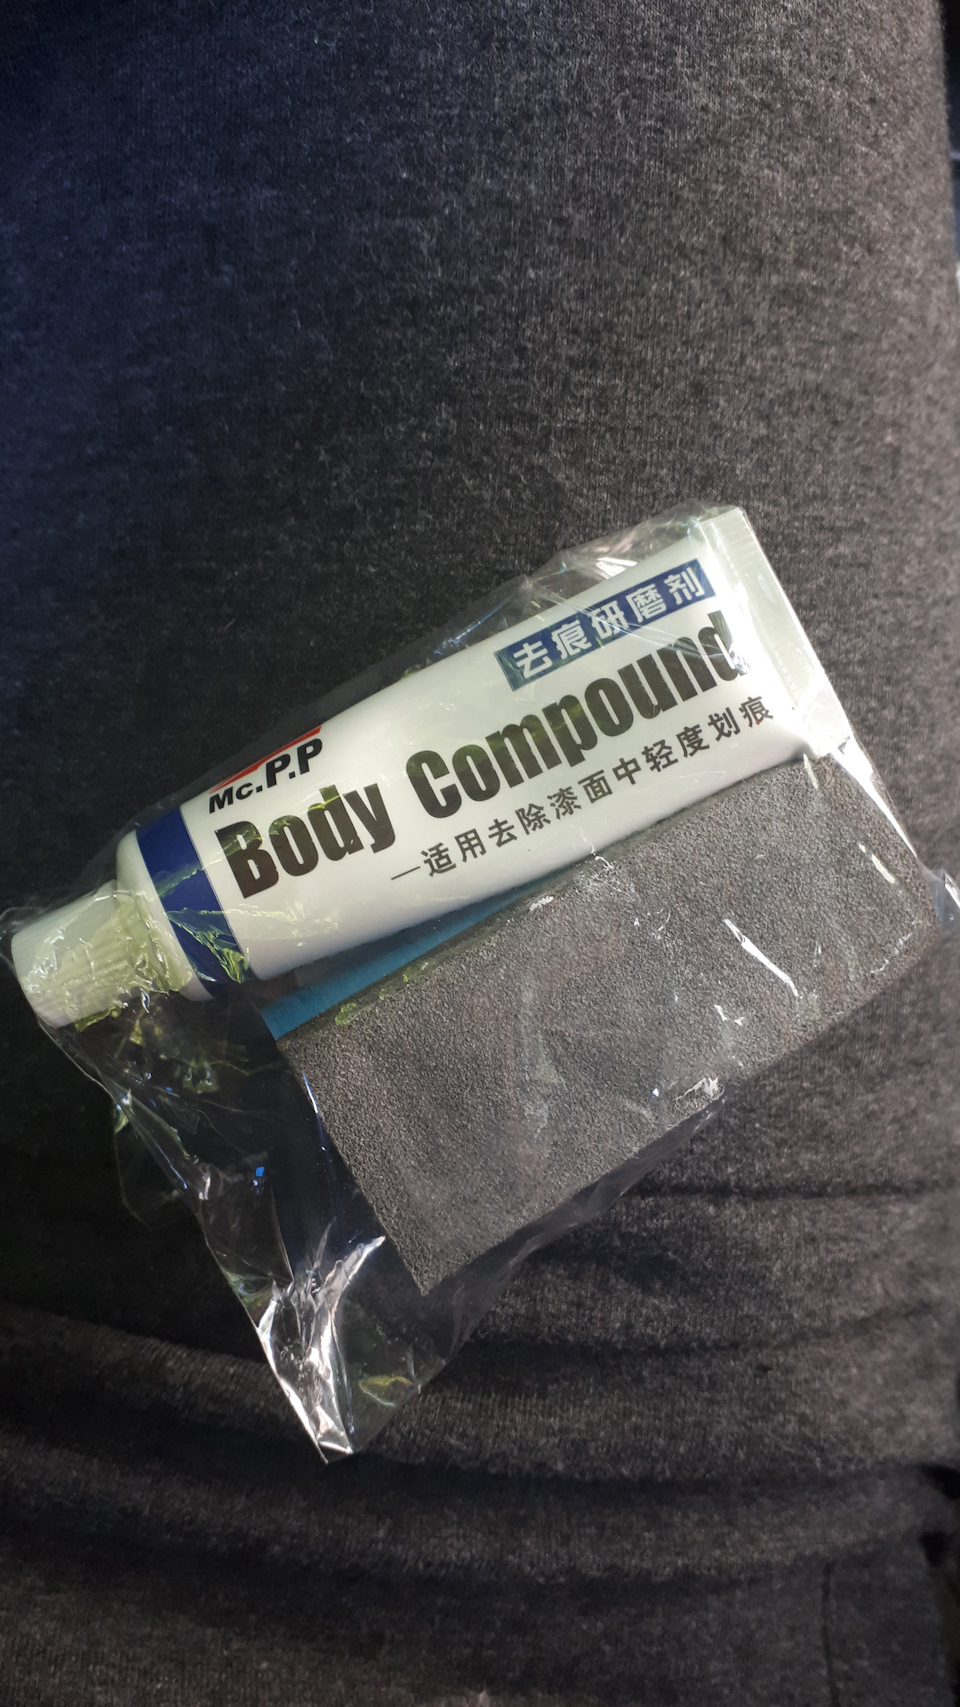 Mc.P.P
去痕研磨剂
Body Compound
—适用去除漆面中轻度划痕